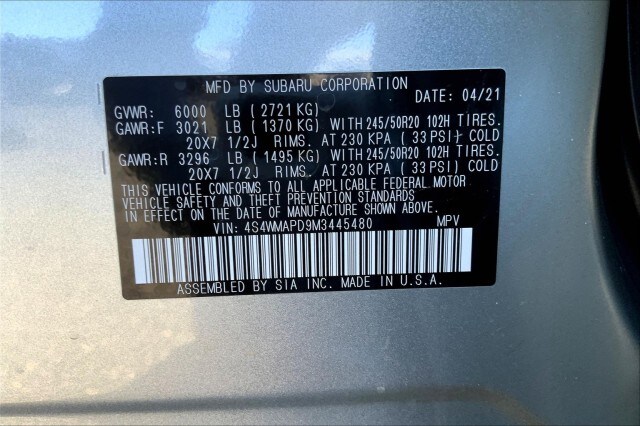 MFD BY SUBARU CORPORATION
DATE: 04/21
GVWR: 6000 LB ( 2721 KG)
GAWR:F 3021 LB ( 1370 KG) WITH 245/50R20 102H TIRES.
20X7 1/2J RIMS. AT 230 KPA ( 33 PSI) COLD
GAWR:R 3296 LB ( 1495 KG) WITH 245/50R20 102H TIRES.
20X7 1/2J RIMS. AT 230 KPA ( 33 PSI) COLD
THIS VEHICLE CONFORMS TO ALL APPLICABLE FEDERAL MOTOR
VEHICLE SAFETY AND THEFT PREVENTION STANDARDS
IN EFFECT ON THE DATE OF MANUFACTURE SHOWN ABOVE.
VIN: 4S4WMAPD9M3445480 MPV
ASSEMBLED BY SIA INC. MADE IN U.S.A.